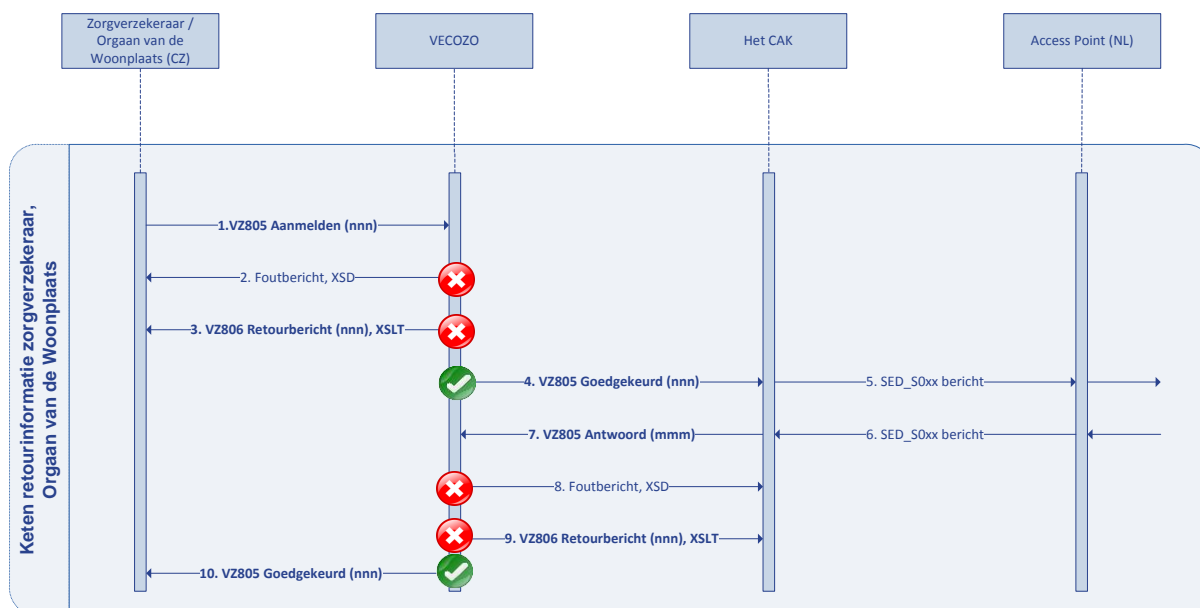 Zorgverzekeraar /
Orgaan van de
Woonplaats (CZ)
VECOZO
Het CAK
Access Point (NL)
Keten retourinformatie zorgverzekeraar,
Orgaan van de Woonplaats
1.VZ805 Aanmelden (nnn)
2. Foutbericht, XSD
3. VZ806 Retourbericht (nnn), XSLT
4. VZ805 Goedgekeurd (nnn)
5. SED_S0xx bericht
7. VZ805 Antwoord (mmm)
6. SED_S0xx bericht
8. Foutbericht, XSD
9. VZ806 Retourbericht (nnn), XSLT
10. VZ805 Goedgekeurd (nnn)